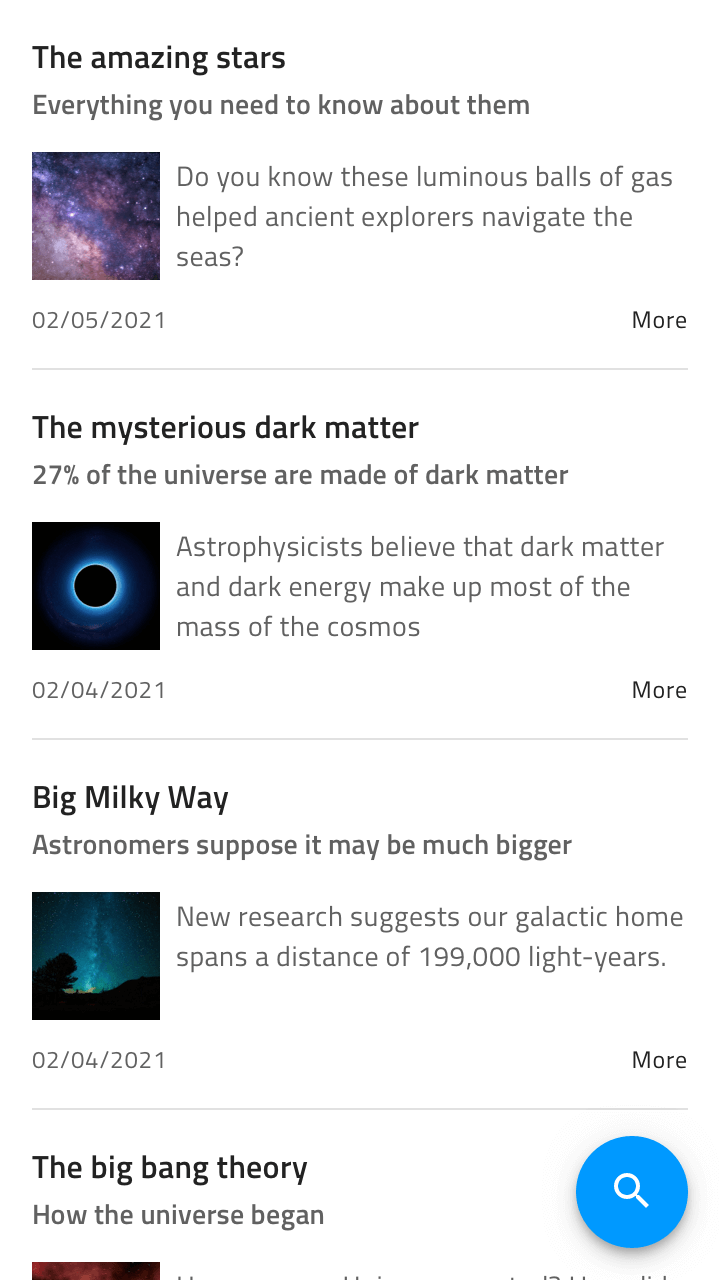 The amazing stars
Everything you need to know about them
Do you know these luminous balls of gas
helped ancient explorers navigate the
seas?
02/05/2021 More
The mysterious dark matter
27% of the universe are made of dark matter
Astrophysicists believe that dark matter
and dark energy make up most of the
mass of the cosmos
02/04/2021 More
Big Milky Way
Astronomers suppose it may be much bigger
New research suggests our galactic home
spans a distance of 199,000 light-years.
02/04/2021 More
The big bang theory
How the universe began